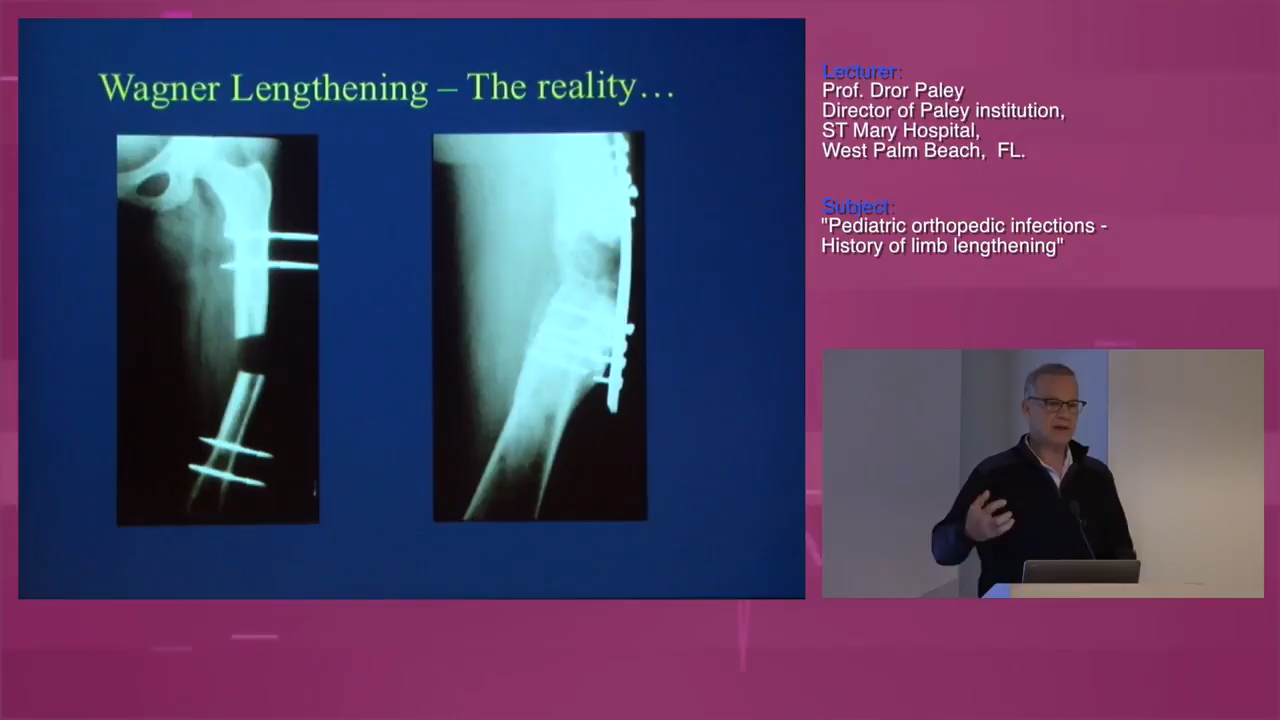 Wagner Lengthening – The reality…
Lecturer:
Prof. Dror Paley
Director of Paley institution,
ST Mary Hospital,
West Palm Beach,  FL.
Subject:
"Pediatric orthopedic infections -
History of limb lengthening"